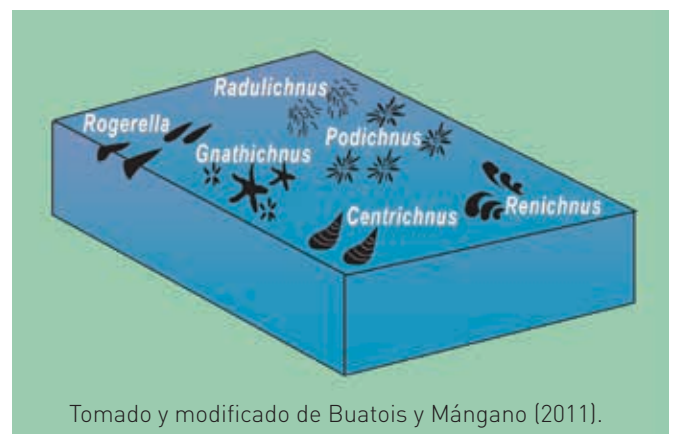 Radulichnus
Rogerella
Podichnus
Gnathichnus
Renichnus
Centrichnus
Tomado y modificado de Buatois y Mángano (2011).